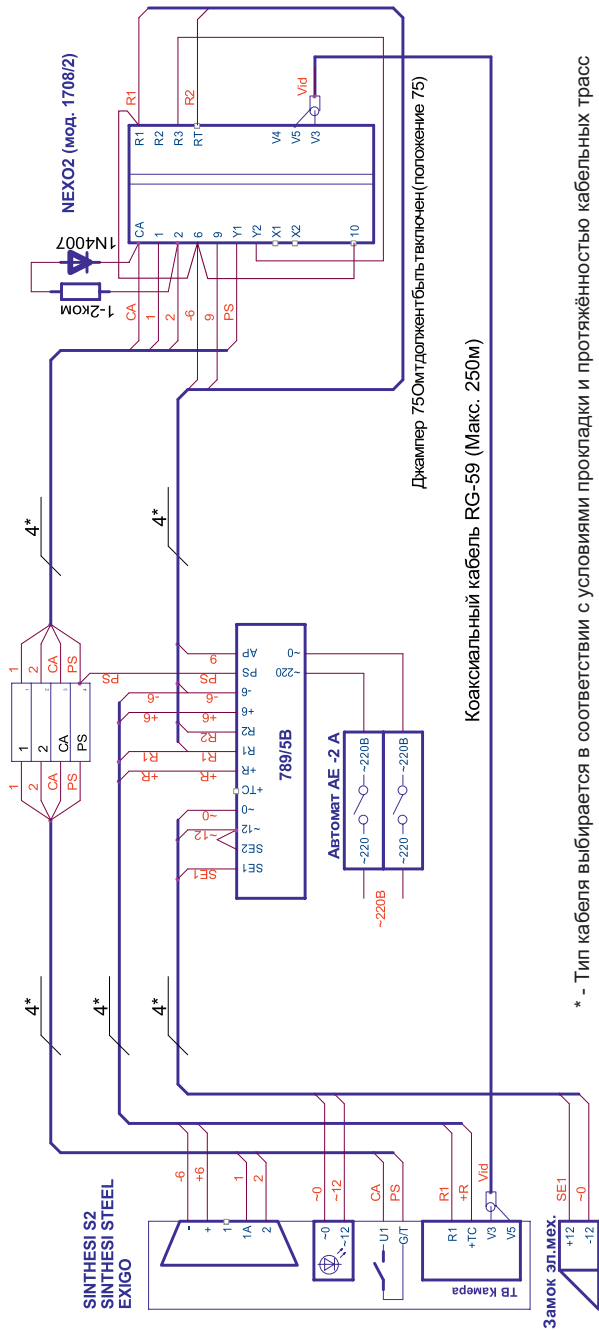 SINTHESI S2
SINTHESI STEEL
EXIGO
-
+
1
1A
2
-6
+6
1
2
~0
~12
~0
~12
U1
G/T
CA
PS
ТВ Камера
R1
+TC
V3
V5
R1
+R
Vid
Замок эл.мех.
+12
-12
SE1
~0
4*
4*
4*
1
2
CA
PS
1
2
CA
PS
1
2
3
4
1
2
CA
PS
4*
4*
SE1
~12
~0
+R
R1
R2
+6
-6
PS
9
PS
SE1
SE2
~12
~0
+TC
+R
R1
R2
+6
-6
PS
AP
789/5B
~220
~0
Автомат АЕ -2 А
~220
~220В
~220
~220В
~220В
NEXO2 (мод. 1708/2)
1-2ком
1N4007
CA
1
2
-6
9
PS
CA
1
2
6
9
Y1
Y2
X1
X2
10
R1
R2
R3
RT
V4
V5
V3
R1
R2
Vid
Джампер 75Омтдолжентбытьтвключен(положение 75)
Коаксиальный кабель RG-59 (Макс. 250м)
* - Тип кабеля выбирается в соответствии с условиями прокладки и протяжённостью кабельных трасс